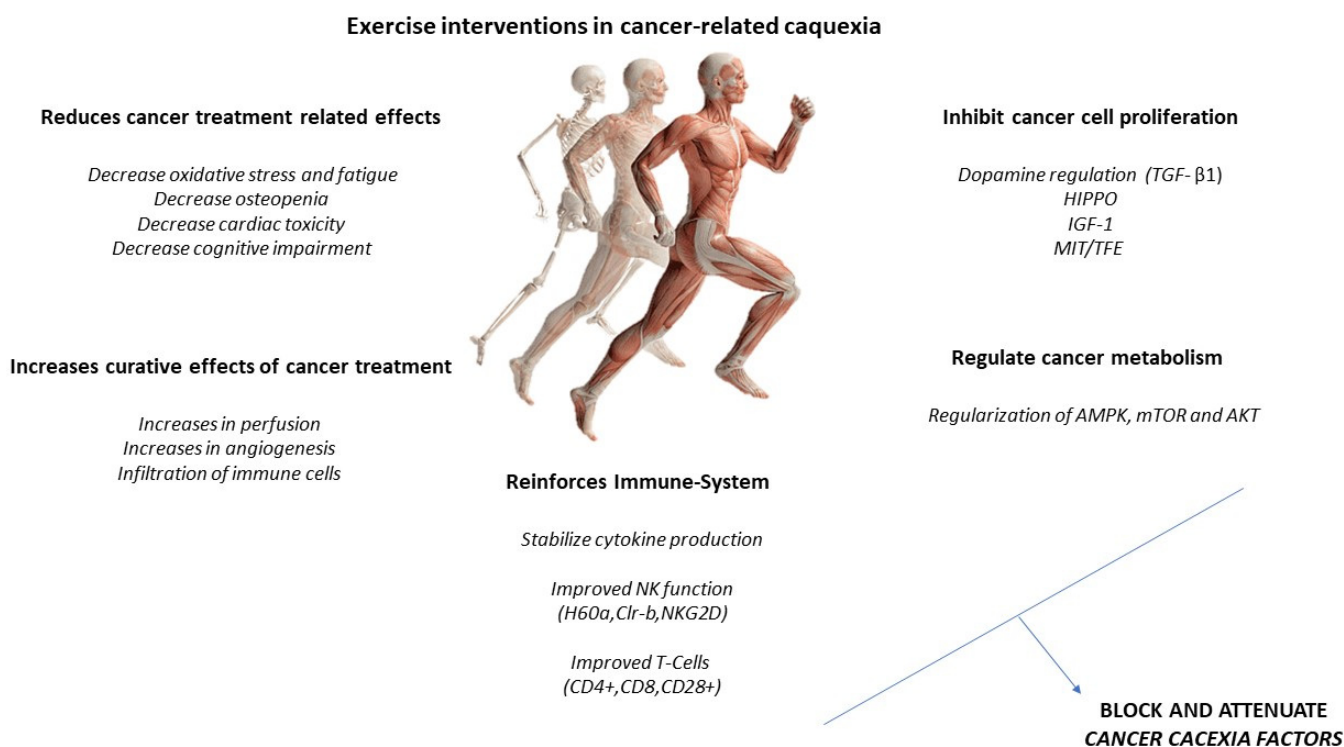 Exercise interventions in cancer-related caquexia
Reduces cancer treatment related effects
Decrease oxidative stress and fatigue
Decrease osteopenia
Decrease cardiac toxicity
Decrease cognitive impairment
Increases curative effects of cancer treatment
Increases in perfusion
Increases in angiogenesis
Infiltration of immune cells
Reinforces Immune-System
Stabilize cytokine production
Improved NK function
(H60a,Clr-b,NKG2D)
Improved T-Cells
(CD4+,CD8,CD28+)
Inhibit cancer cell proliferation
Dopamine regulation (TGF- β1)
HIPPO
IGF-1
MIT/TFE
Regulate cancer metabolism
Regularization of AMPK, mTOR and AKT
BLOCK AND ATTENUATE
CANCER CACEXIA FACTORS